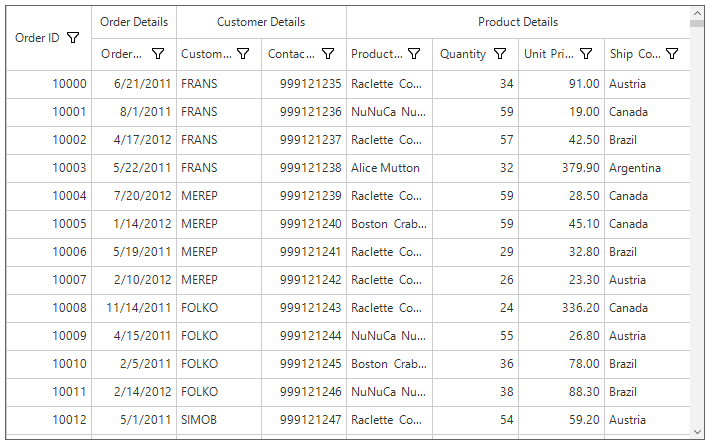 Order Details Customer Details Product Details
Order ID
Order... Custom... Contac... Product... Quantity Unit Pri... Ship Co...
10000 6/21/2011 FRANS 999121235 Raclette Co... 34 91.00 Austria
10001 8/1/2011 FRANS 999121236 NuNuCa Nu... 59 19.00 Canada
10002 4/17/2012 FRANS 999121237 Raclette Co... 57 42.50 Brazil
10003 5/22/2011 FRANS 999121238 Alice Mutton 32 379.90 Argentina
10004 7/20/2012 MEREP 999121239 Raclette Co... 59 28.50 Canada
10005 1/14/2012 MEREP 999121240 Boston Crab... 59 45.10 Canada
10006 5/19/2011 MEREP 999121241 Raclette Co... 29 32.80 Brazil
10007 2/10/2012 MEREP 999121242 Raclette Co... 26 23.30 Austria
10008 11/14/2011 FOLKO 999121243 Raclette Co... 24 336.20 Canada
10009 4/15/2011 FOLKO 999121244 NuNuCa Nu... 55 26.80 Austria
10010 2/5/2011 FOLKO 999121245 Boston Crab... 36 78.00 Brazil
10011 2/14/2012 FOLKO 999121246 NuNuCa Nu... 38 88.30 Brazil
10012 5/1/2011 SIMOB 999121247 Raclette Co... 54 59.20 Austria